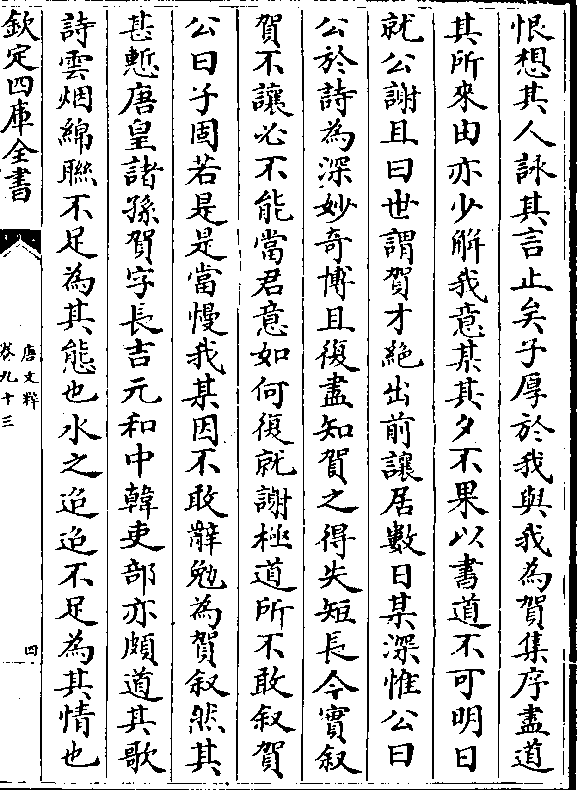 恨想其人詠其言止矣子厚於我與我為賀集序盡道
其所來由亦少解我意某其夕不果以書道不可明日
就公謝且曰世謂賀才絶出前讓居數日某深惟公曰
公於詩為深妙奇博且復盡知賀之得失短長今實叙
賀不讓必不能當君意如何復就謝極道所不敢叙賀
公曰子固若是是當慢我某因不敢辭勉為賀叙然其
甚慙唐皇諸孫賀字長吉元和中韓吏部亦頗道其歌
詩雲烟綿聯不足為其態也水之迢迢不足為其情也
欽定四庫全書
唐文粹
卷九十三
四